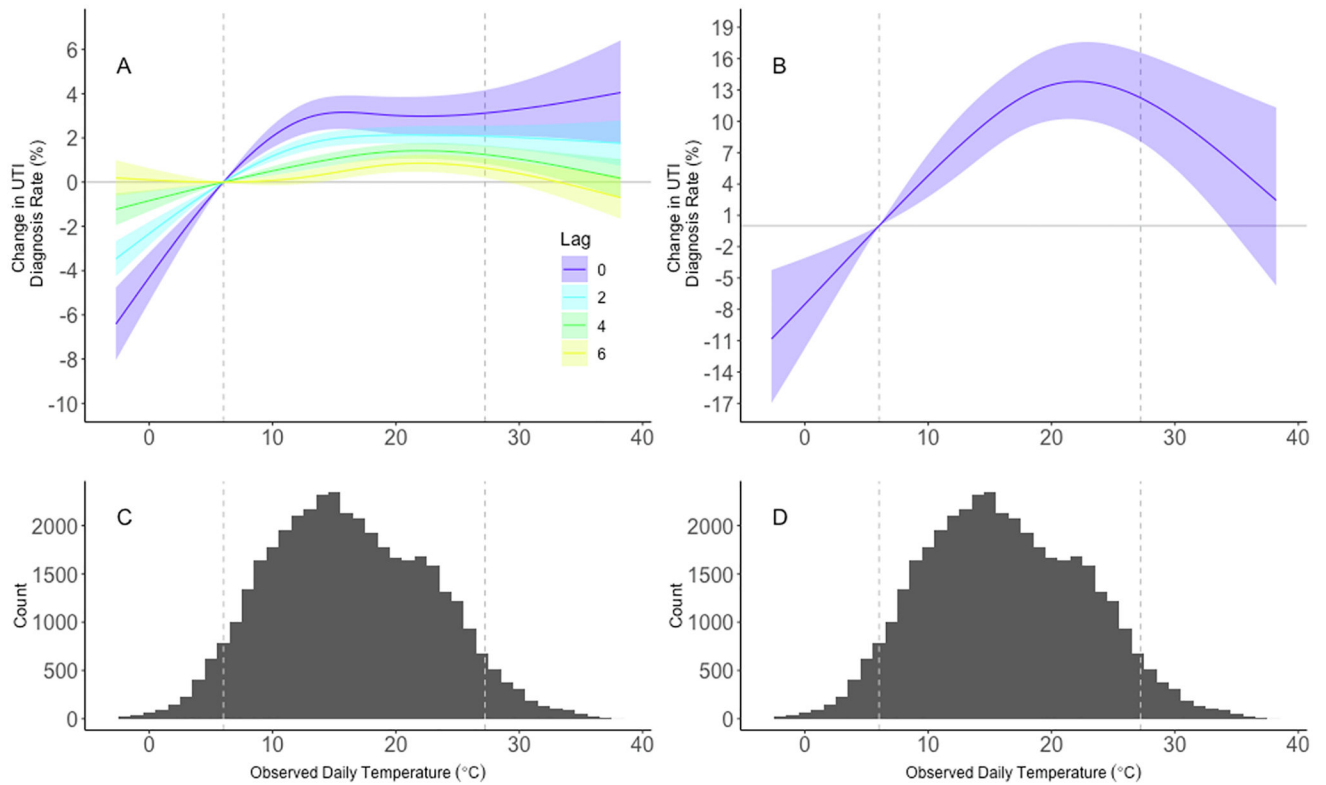 A
6
4
2
0
-2
-4
-6
-8
-10
Change in UTI
Diagnosis Rate (%)
Lag
0
2
4
6
0 10 20 30 40
B
19
16
13
10
7
4
1
-2
-5
-8
-11
-14
-17
Change in UTI
Diagnosis Rate (%)
0 10 20 30 40
C
2000
1500
1000
500
0
Count
0 10 20 30 40
Observed Daily Temperature (°C)
D
2000
1500
1000
500
0
Count
0 10 20 30 40
Observed Daily Temperature (°C)